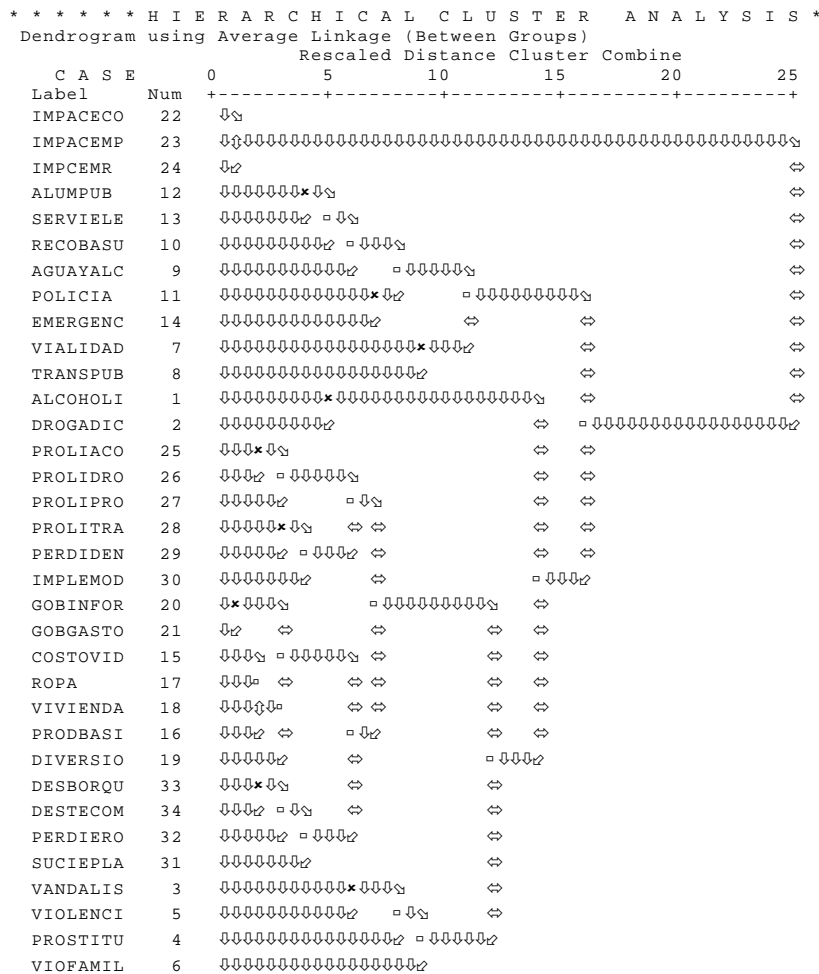 * * * * * * H I E R A R C H I C A L   C L U S T E R   A N A L Y S I S *
Dendrogram using Average Linkage (Between Groups)
Rescaled Distance Cluster Combine
C A S E 0 5 10 15 20 25
Label Num +---------+---------+---------+---------+---------+
IMPACECO 22
IMPACEMP 23
IMPCEMR 24
ALUMPUB 12
SERVIELE 13
RECOBASU 10
AGUAYALC 9
POLICIA 11
EMERGENC 14
VIALIDAD 7
TRANSPUB 8
ALCOHOLI 1
DROGADIC 2
PROLIACO 25
PROLIDRO 26
PROLIPRO 27
PROLITRA 28
PERDIDEN 29
IMPLEMOD 30
GOBINFOR 20
GOBGASTO 21
COSTOVID 15
ROPA 17
VIVIENDA 18
PRODBASI 16
DIVERSIO 19
DESBORQU 33
DESTECOM 34
PERDIERO 32
SUCIEPLA 31
VANDALIS 3
VIOLENCI 5
PROSTITU 4
VIOFAMIL 6